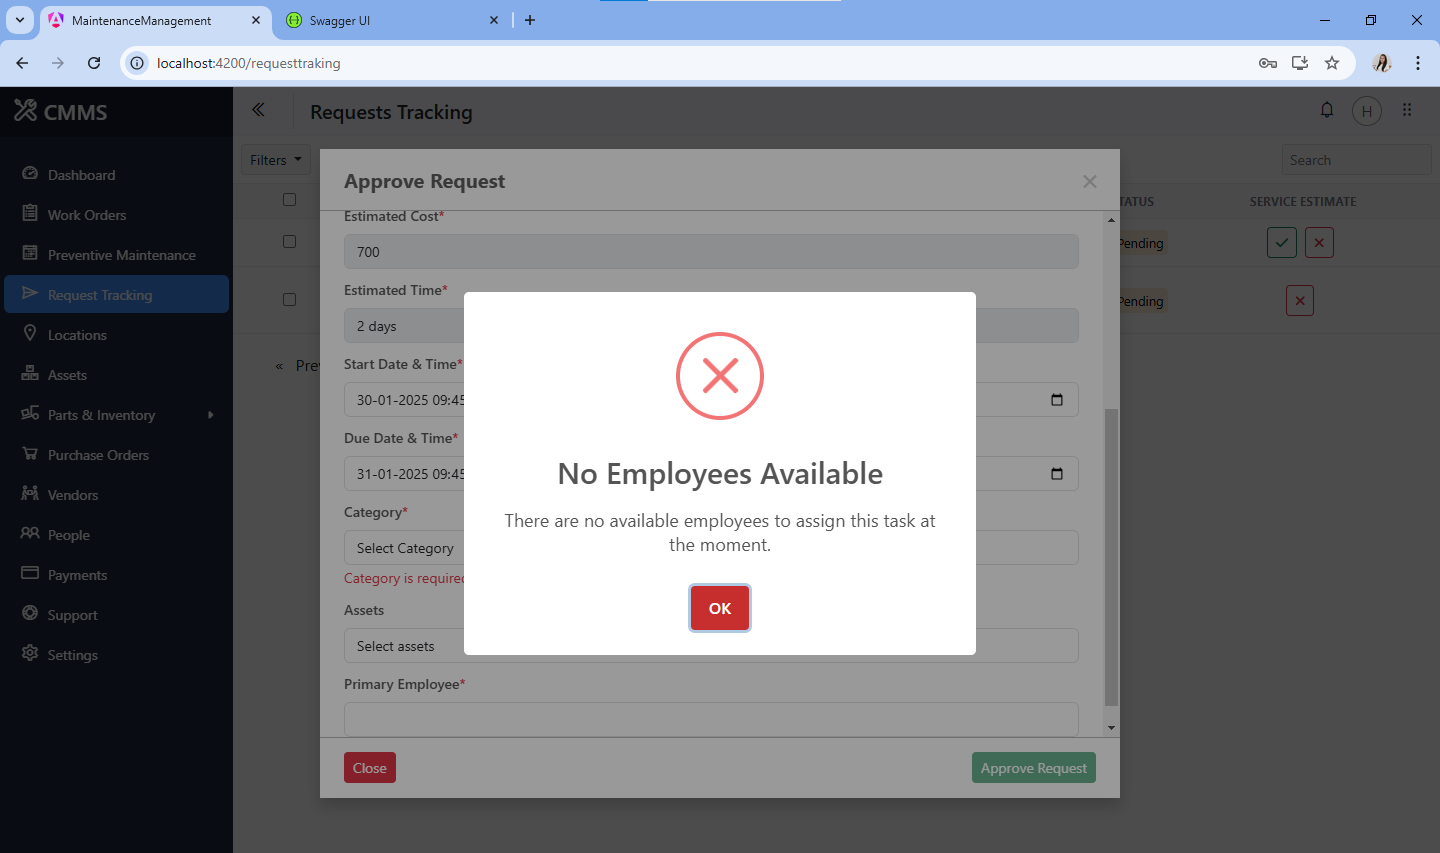 MaintenanceManagement
Swagger UI
localhost:4200/requesttraking
CMMS
Requests Tracking
H
Dashboard
Work Orders
Preventive Maintenance
Request Tracking
Locations
Assets
Parts & Inventory
Purchase Orders
Vendors
People
Payments
Support
Settings
Filters
Search
TATUS
SERVICE ESTIMATE
Pending
Pending
« Prev
Approve Request
Estimated Cost*
700
Estimated Time*
2 days
Start Date & Time*
30-01-2025 09:45
Due Date & Time*
31-01-2025 09:45
Category*
Select Category
Category is required
Assets
Select assets
Primary Employee*
Close
Approve Request
No Employees Available
There are no available employees to assign this task at
the moment.
OK